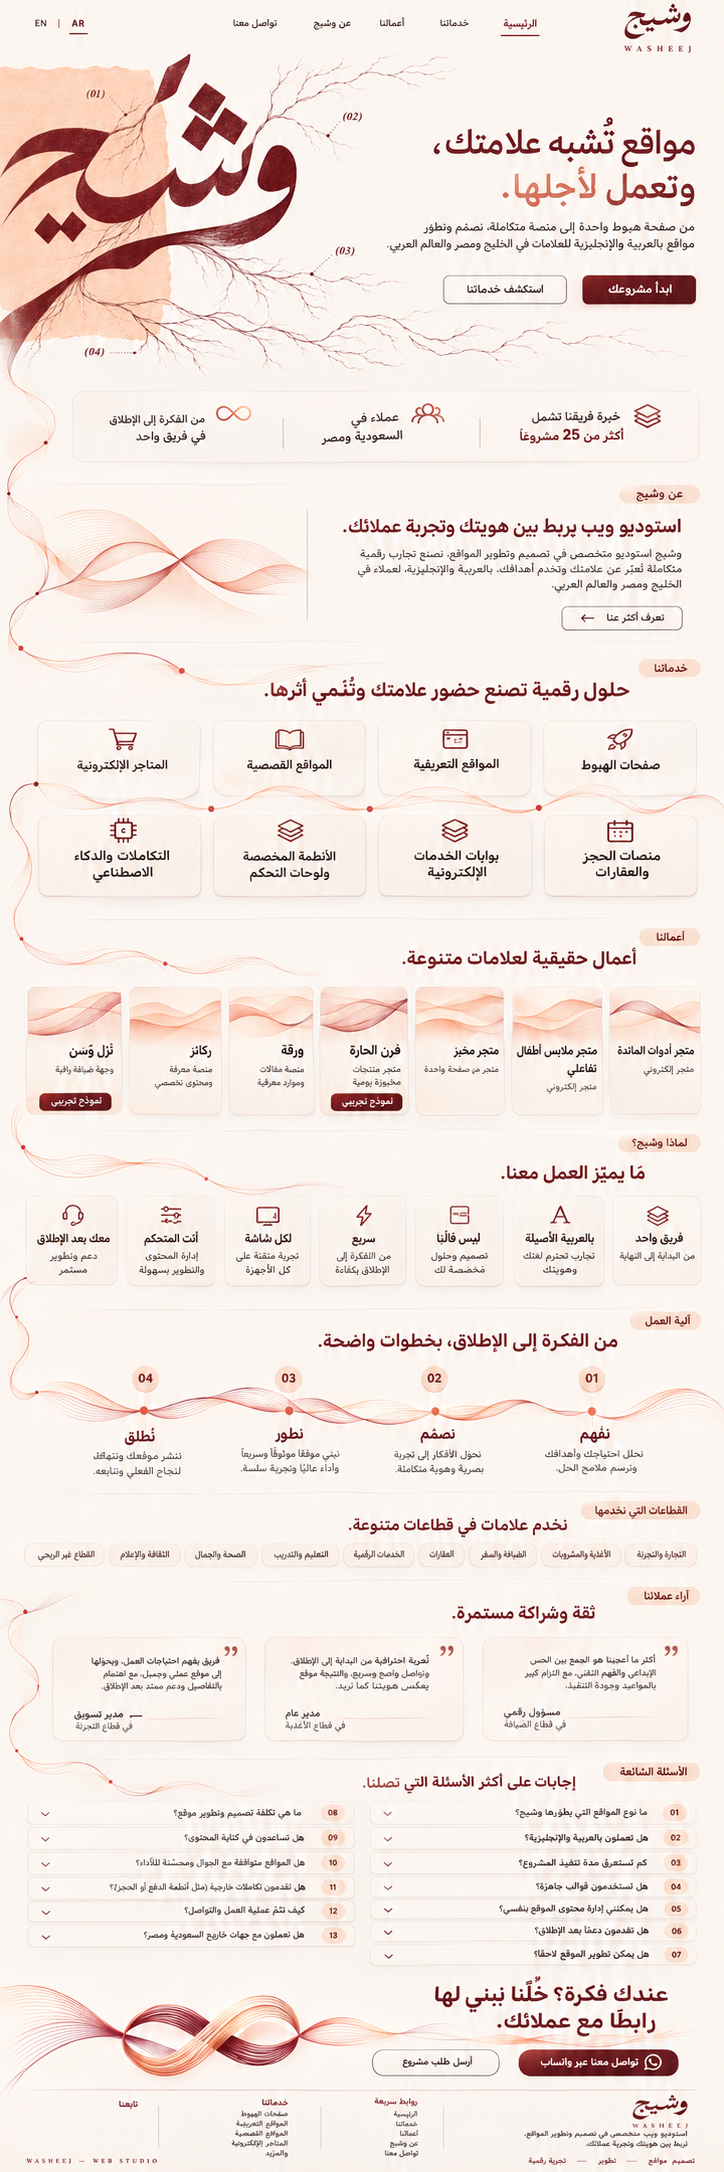 وشيج
WASHEEJ
الرئيسية
خدماتنا
أعمالنا
عن وشيج
تواصل معنا
AR | EN
وشيج
(01)
(02)
(03)
(04)
مواقع تُشبه علامتك،
وتعمل لأجلها.
من صفحة هبوط واحدة إلى منصة متكاملة، نصمّم ونطوّر
مواقع بالعربية والإنجليزية للعلامات في الخليج ومصر والعالم العربي.
ابدأ مشروعك
استكشف خدماتنا
خبرة فريقنا تشمل
أكثر من 25 مشروعًا
عملاء في
السعودية ومصر
من الفكرة إلى الإطلاق
في فريق واحد
عن وشيج
استوديو ويب يربط بين هويتك وتجربة عملائك.
وشيج استوديو متخصص في تصميم وتطوير المواقع، نصنع تجارب رقمية
متكاملة تُعبّر عن علامتك وتخدم أهدافك، بالعربية والإنجليزية، لعملاء في
الخليج ومصر والعالم العربي.
تعرف أكثر عنا ←
خدماتنا
حلول رقمية تصنع حضور علامتك وتُنَمي أثرها.
صفحات الهبوط
المواقع التعريفية
المواقع القصصية
المتاجر الإلكترونية
منصات الحجز
والعقارات
بوابات الخدمات
الإلكترونية
الأنظمة المخصصة
ولوحات التحكم
التكاملات والذكاء
الاصطناعي
أعمالنا
أعمال حقيقية لعلامات متنوعة.
متجر أدوات المائدة
متجر إلكتروني
متجر ملابس أطفال
تفاعلي
متجر إلكتروني
متجر مخبز
متجر من صفحة واحدة
فرن الحارة
متجر منتجات
مخبوزة يومية
نموذج تجريبي
ورقة
منصة مقالات
وموارد معرفية
ركائز
منصة معرفة
ومحتوى تخصصي
نُزل وَسَن
وجهة ضيافة راقية
نموذج تجريبي
لماذا وشيج؟
مَا يميّز العمل معنا.
فريق واحد
من البداية إلى النهاية
بالعربية الأصيلة
تجارب تحترم لغتك
وهويتك
ليس قالبًا
تصميم وحلول
مُخصصة لك
سريع
من الفكرة إلى
الإطلاق بكفاءة
لكل شاشة
تجربة متقنة على
كل الأجهزة
أنت المتحكم
إدارة المحتوى
والتطوير بسهولة
معك بعد الإطلاق
دعم وتطوير
مستمر
آلية العمل
من الفكرة إلى الإطلاق، بخطوات واضحة.
01
نفهم
نحلل احتياجك وأهدافك
ونرسم ملامح الحل.
02
نصمّم
نحوّل الأفكار إلى تجربة
بصرية وهوية متكاملة.
03
نطور
نبني موقعًا موثوقًا وسريعاً
وأداء عاليًا وتجربة سلسة.
04
نُطلق
ننشر موقعك
لنجاح الفعلي ونتابعه.
القطاعات التي نخدمها
نخدم علامات في قطاعات متنوعة.
التجارة والتجزئة
الأغذية والمشروبات
الضيافة والسفر
العقارات
الخدمات الرقمية
التعليم والتدريب
الصحة والجمال
الثقافة والإعلام
القطاع غير الربحي
آراء عملائنا
ثقة وشراكة مستمرة.
أكثر ما أعجبنا هو الجمع بين الحس
الإبداعي والفهم التقني، مع التزام كبير
بالمواعيد وجودة التنفيذ.
مسؤول رقمي
في قطاع الضيافة
تُجربة احترافية من البداية إلى الإطلاق.
وتواصل واضح وسريع، والنتيجة موقع
يعكس هويتنا كما نريد.
مدير عام
في قطاع الأغذية
فريق يفهم احتياجات العمل، ويحوّلها
إلى موقع عملي وجميل، مع اهتمام
بالتفاصيل ودعم ممتد بعد الإطلاق.
مدير تسويق
في قطاع التجزئة
الأسئلة الشائعة
إجابات على أكثر الأسئلة التي تصلنا.
01 ما نوع المواقع التي يطوّرها وشيج؟
02 هل تعملون بالعربية والإنجليزية؟
03 كم تستغرق مدة تنفيذ المشروع؟
04 هل تستخدمون قوالب جاهزة؟
05 هل يمكنني إدارة محتوى الموقع بنفسي؟
06 هل تقدمون دعمًا بعد الإطلاق؟
07 هل يمكن تطوير الموقع لاحقًا؟
08 ما هي تكلفة تصميم وتطوير موقع؟
09 هل تساعدون في كتابة المحتوى؟
10 هل المواقع متوافقة مع الجوال ومحسّنة للأداء؟
11 هل تقدمون تكاملات خارجية (مثل أنظمة الدفع أو الحجز)؟
12 كيف تتمّ عملية العمل والتواصل؟
13 هل تعملون مع جهات خارج السعودية ومصر؟
عندك فكرة؟ خلّنا نبني لها
رابطًا مع عملائك.
تواصل معنا عبر واتساب
أرسل طلب مشروع
وشيج
WASHEEJ
استوديو ويب متخصص في تصميم وتطوير المواقع،
نربط بين هويتك وتجربة عملائك.
روابط سريعة
الرئيسية
خدماتنا
أعمالنا
عن وشيج
تواصل معنا
خدماتنا
صفحات الهبوط
المواقع التعريفية
المواقع القصصية
المتاجر الإلكترونية
والمزيد
تابعنا
تصميم مواقع — تطوير — تجربة رقمية
WASHEEJ — WEB STUDIO